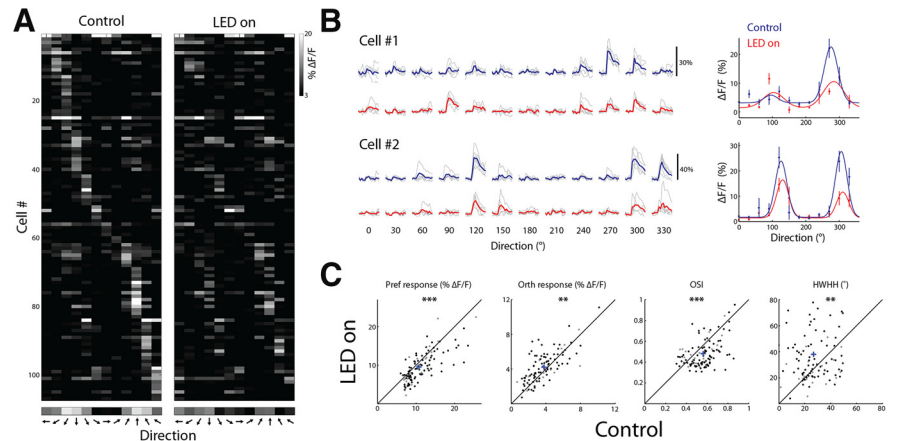 A
Control
LED on
20
% ΔF/F
3
20
40
60
80
100
Cell #
Direction
B
Cell #1
30%
Cell #2
40%
0 30 60 90 120 150 180 210 240 270 300 330
Direction (°)
Control
LED on
ΔF/F (%)
20
10
0
0 100 200 300
ΔF/F (%)
30
20
10
0
0 100 200 300
Direction (°)
C
Pref response (% ΔF/F)
***
20
10
0 10 20
Orth response (% ΔF/F)
**
12
8
4
0 4 8 12
OSI
***
1
0.8
0.6
0.4
0.2
0 0.2 0.4 0.6 0.8 1
HWHH (°)
**
80
60
40
20
0 20 40 60 80
LED on
Control